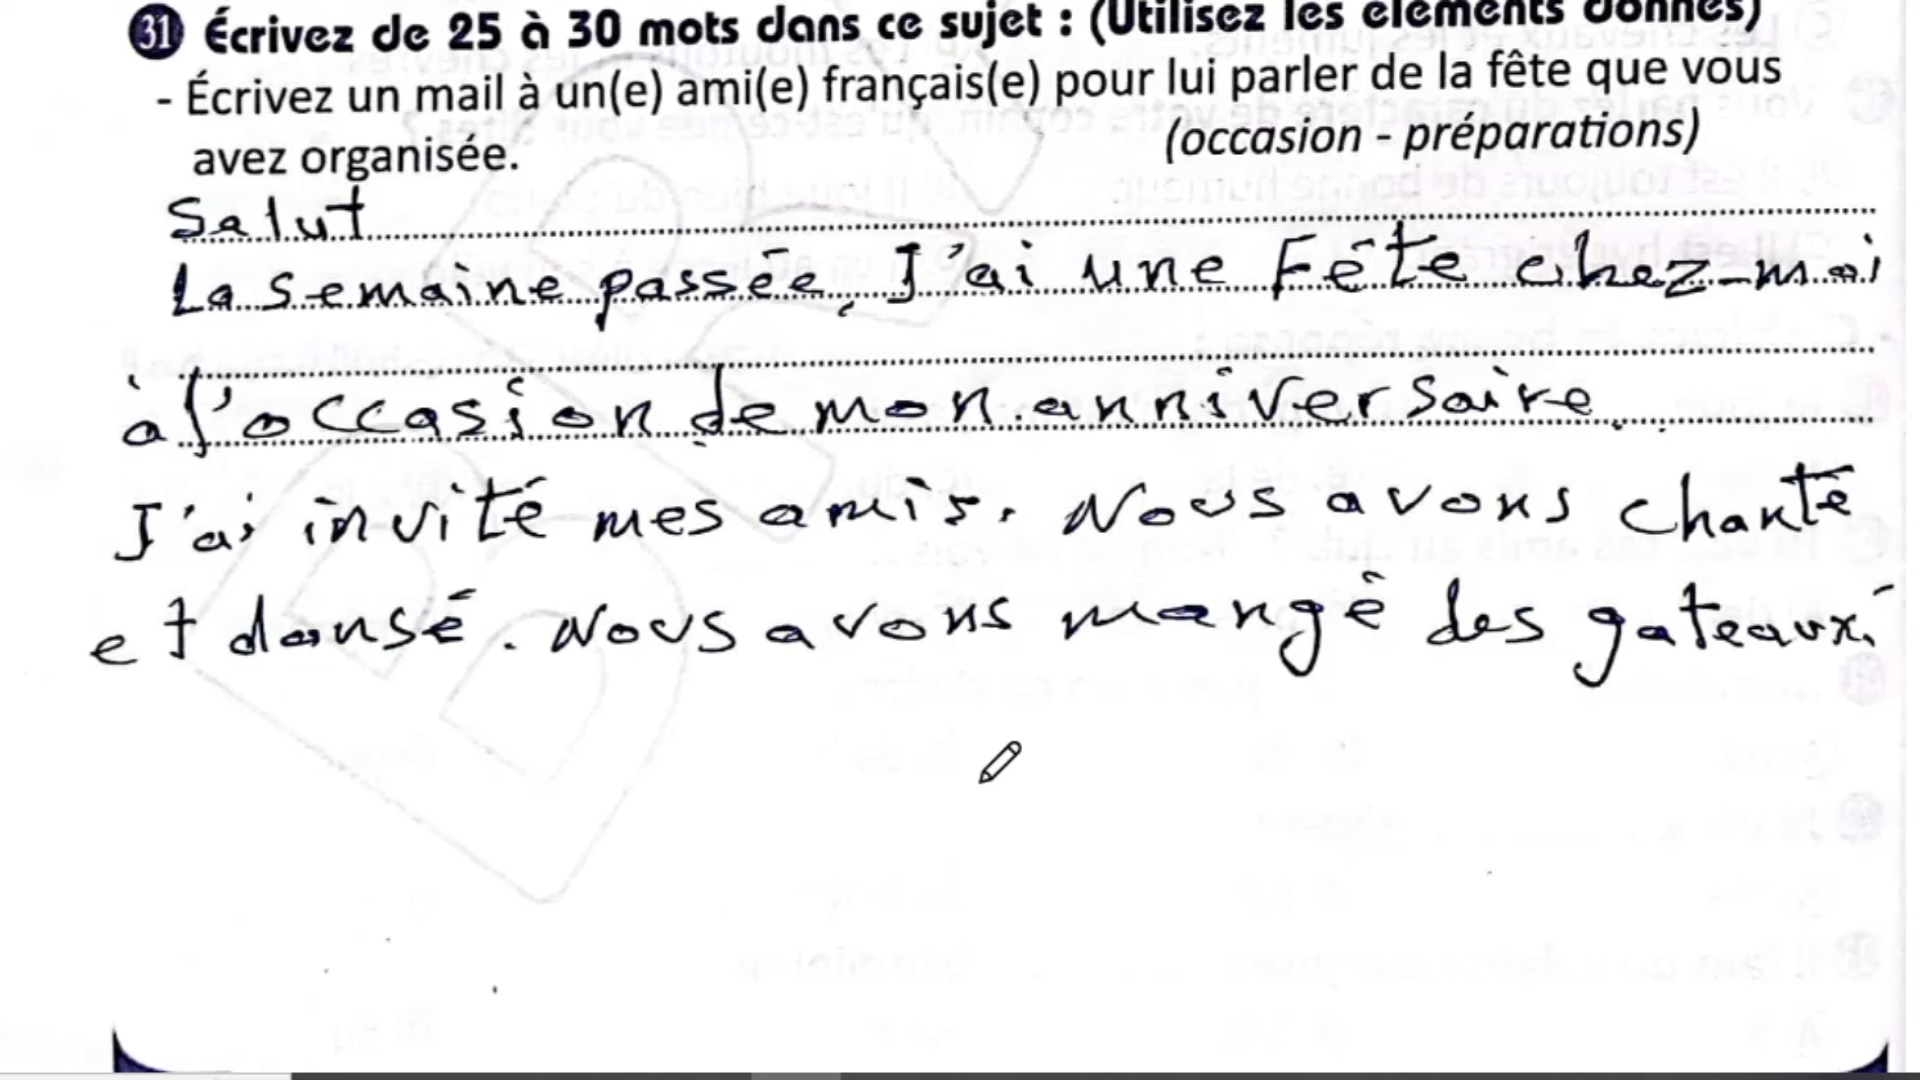 31 Écrivez de 25 à 30 mots dans ce sujet : (Utilisez les éléments donnés)
- Écrivez un mail à un(e) ami(e) français(e) pour lui parler de la fête que vous
avez organisée. (occasion - préparations)
Salut
La semaine passée, J'ai une Fête chez-moi
à l'occasion de mon anniversaire.
J'ai invité mes amis. Nous avons chanté
et dansé. Nous avons mangé des gateaux.